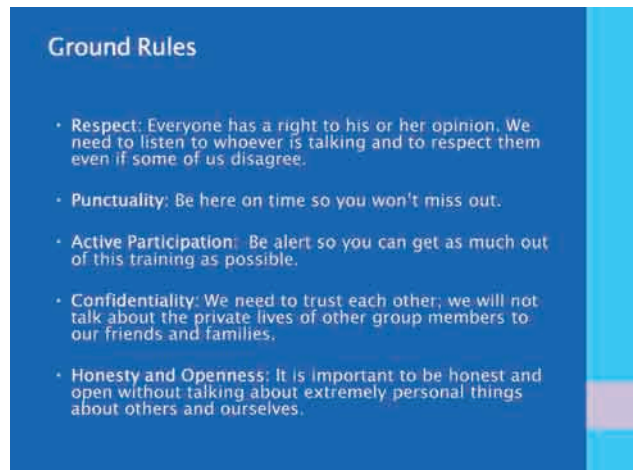 Ground Rules
• Respect: Everyone has a right to his or her opinion. We
need to listen to whoever is talking and to respect them
even if some of us disagree.
• Punctuality: Be here on time so you won't miss out.
• Active Participation: Be alert so you can get as much out
of this training as possible.
• Confidentiality: We need to trust each other; we will not
talk about the private lives of other group members to
our friends and families.
• Honesty and Openness: It is important to be honest and
open without talking about extremely personal things
about others and ourselves.